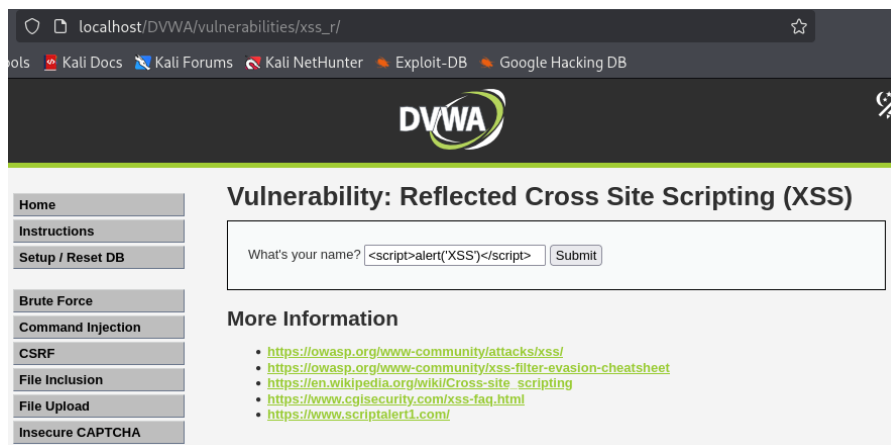 localhost/DVWA/vulnerabilities/xss_r/
ools Kali Docs Kali Forums Kali NetHunter Exploit-DB Google Hacking DB
DVWA
Home
Instructions
Setup / Reset DB
Brute Force
Command Injection
CSRF
File Inclusion
File Upload
Insecure CAPTCHA
Vulnerability: Reflected Cross Site Scripting (XSS)
What's your name? <script>alert('XSS')</script> Submit
More Information
• https://owasp.org/www-community/attacks/xss/
• https://owasp.org/www-community/xss-filter-evasion-cheatsheet
• https://en.wikipedia.org/wiki/Cross-site_scripting
• https://www.cgisecurity.com/xss-faq.html
• https://www.scriptalert1.com/